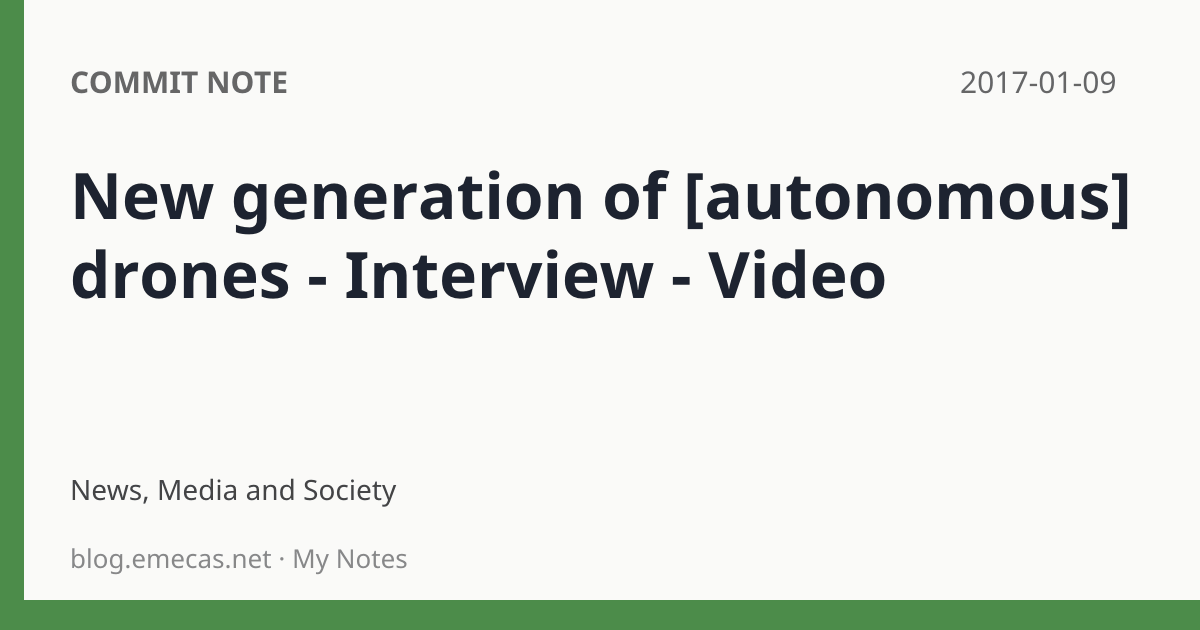 COMMIT NOTE
2017-01-09
New generation of [autonomous]
drones - Interview - Video
News, Media and Society
blog.emecas.net · My Notes